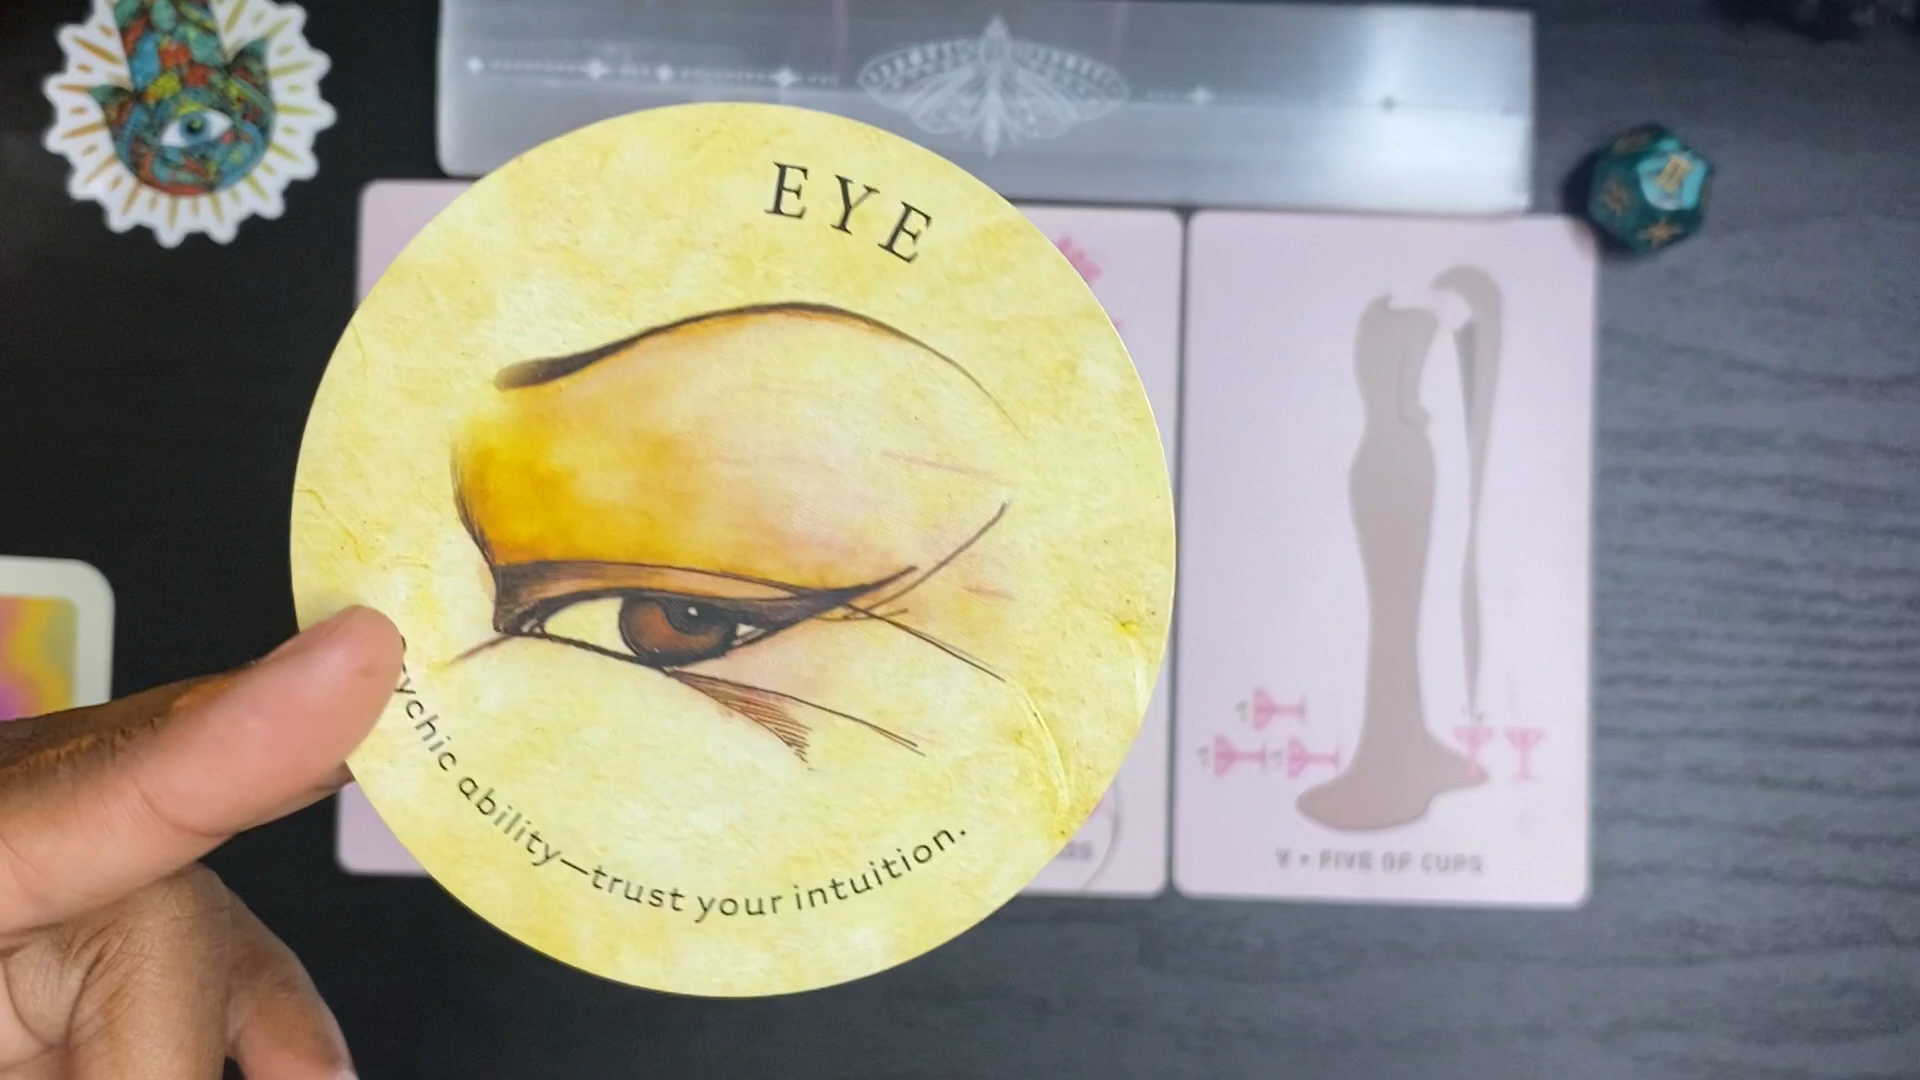 EYE
ychic ability—trust your intuition.
V • FIVE OF CUPS